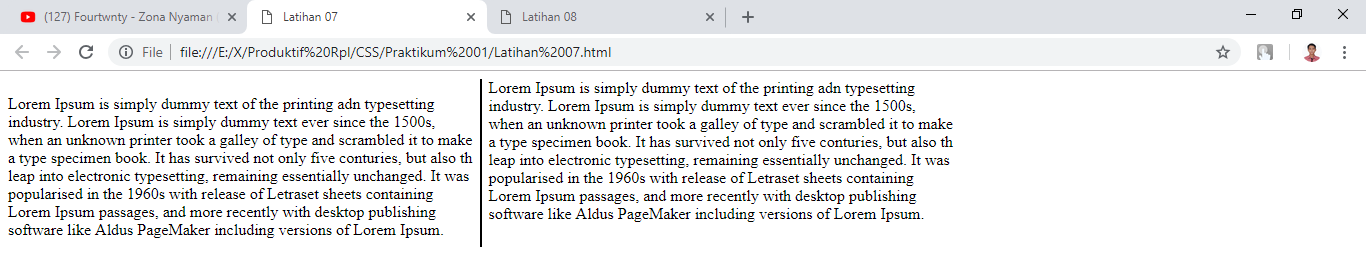 (127) Fourtwnty - Zona Nyaman
Latihan 07
Latihan 08
File
file:///E:/X/Produktif%20Rpl/CSS/Praktikum%2001/Latihan%2007.html
Lorem Ipsum is simply dummy text of the printing adn typesetting
industry. Lorem Ipsum is simply dummy text ever since the 1500s,
when an unknown printer took a galley of type and scrambled it to make
a type specimen book. It has survived not only five centuries, but also th
leap into electronic typesetting, remaining essentially unchanged. It was
popularised in the 1960s with release of Letraset sheets containing
Lorem Ipsum passages, and more recently with desktop publishing
software like Aldus PageMaker including versions of Lorem Ipsum.
Lorem Ipsum is simply dummy text of the printing adn typesetting
industry. Lorem Ipsum is simply dummy text ever since the 1500s,
when an unknown printer took a galley of type and scrambled it to make
a type specimen book. It has survived not only five centuries, but also th
leap into electronic typesetting, remaining essentially unchanged. It was
popularised in the 1960s with release of Letraset sheets containing
Lorem Ipsum passages, and more recently with desktop publishing
software like Aldus PageMaker including versions of Lorem Ipsum.